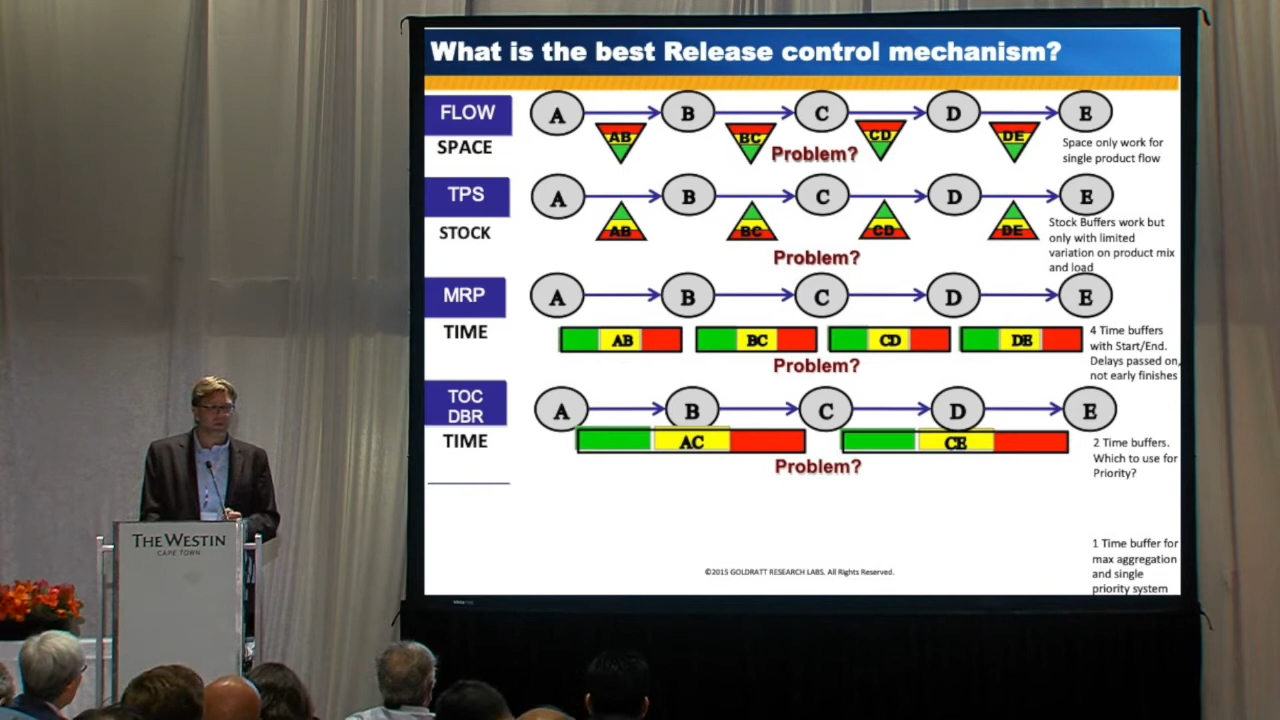 What is the best Release control mechanism?
FLOW
A B C D E
SPACE
AB BC CD DE
Problem?
Space only work for
single product flow
TPS
A B C D E
STOCK
AB BC CD DE
Problem?
Stock Buffers work but
only with limited
variation on product mix
and load
MRP
A B C D E
TIME
AB BC CD DE
Problem?
4 Time buffers
with Start/End.
Delays passed on,
not early finishes
TOC
DBR
A B C D E
TIME
AC CE
Problem?
2 Time buffers.
Which to use for
Priority?
1 Time buffer for
max aggregation
and single
priority system
©2015 GOLDRATT RESEARCH LABS. All Rights Reserved.
THE WESTIN
CAPE TOWN